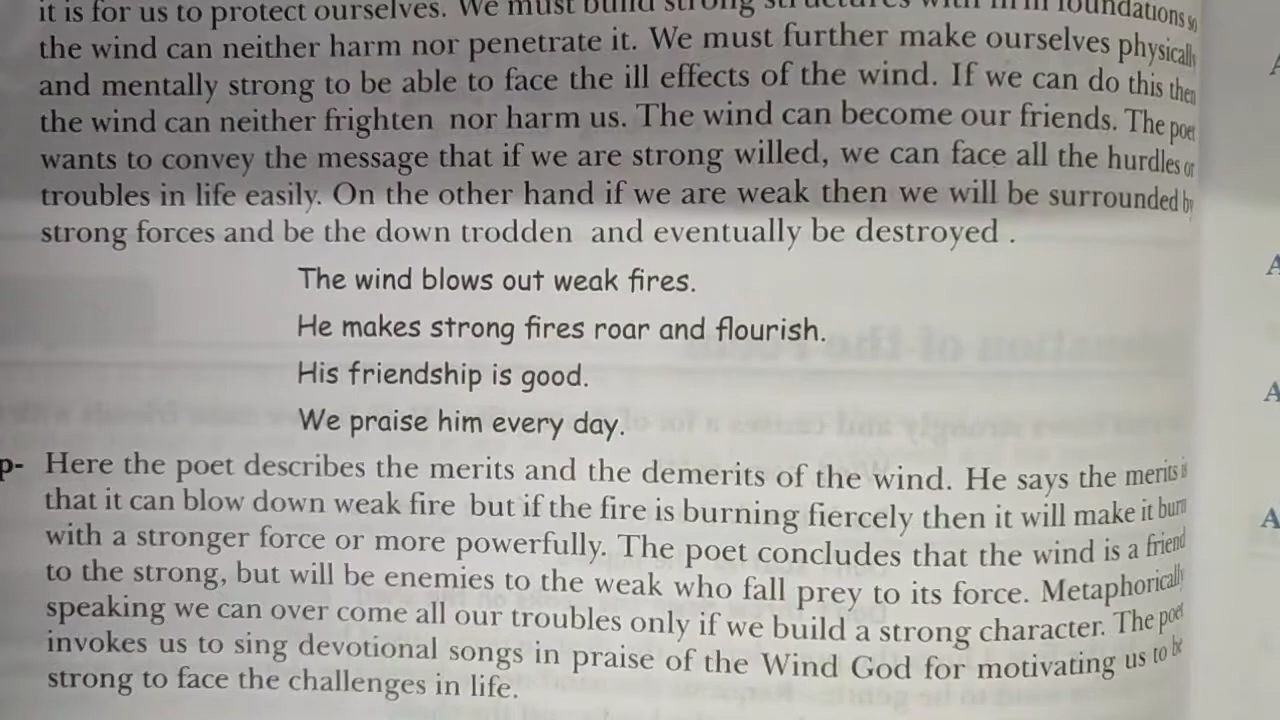 it is for us to protect ourselves. We must build strong structures with firm foundations so
the wind can neither harm nor penetrate it. We must further make ourselves physically
and mentally strong to be able to face the ill effects of the wind. If we can do this then
the wind can neither frighten nor harm us. The wind can become our friends. The poet
wants to convey the message that if we are strong willed, we can face all the hurdles or
troubles in life easily. On the other hand if we are weak then we will be surrounded by
strong forces and be the down trodden and eventually be destroyed .
The wind blows out weak fires.
He makes strong fires roar and flourish.
His friendship is good.
We praise him every day.
p- Here the poet describes the merits and the demerits of the wind. He says the merits is
that it can blow down weak fire but if the fire is burning fiercely then it will make it burn
with a stronger force or more powerfully. The poet concludes that the wind is a friend
to the strong, but will be enemies to the weak who fall prey to its force. Metaphorically
speaking we can over come all our troubles only if we build a strong character. The poet
invokes us to sing devotional songs in praise of the Wind God for motivating us to be
strong to face the challenges in life.
A
A
A
A